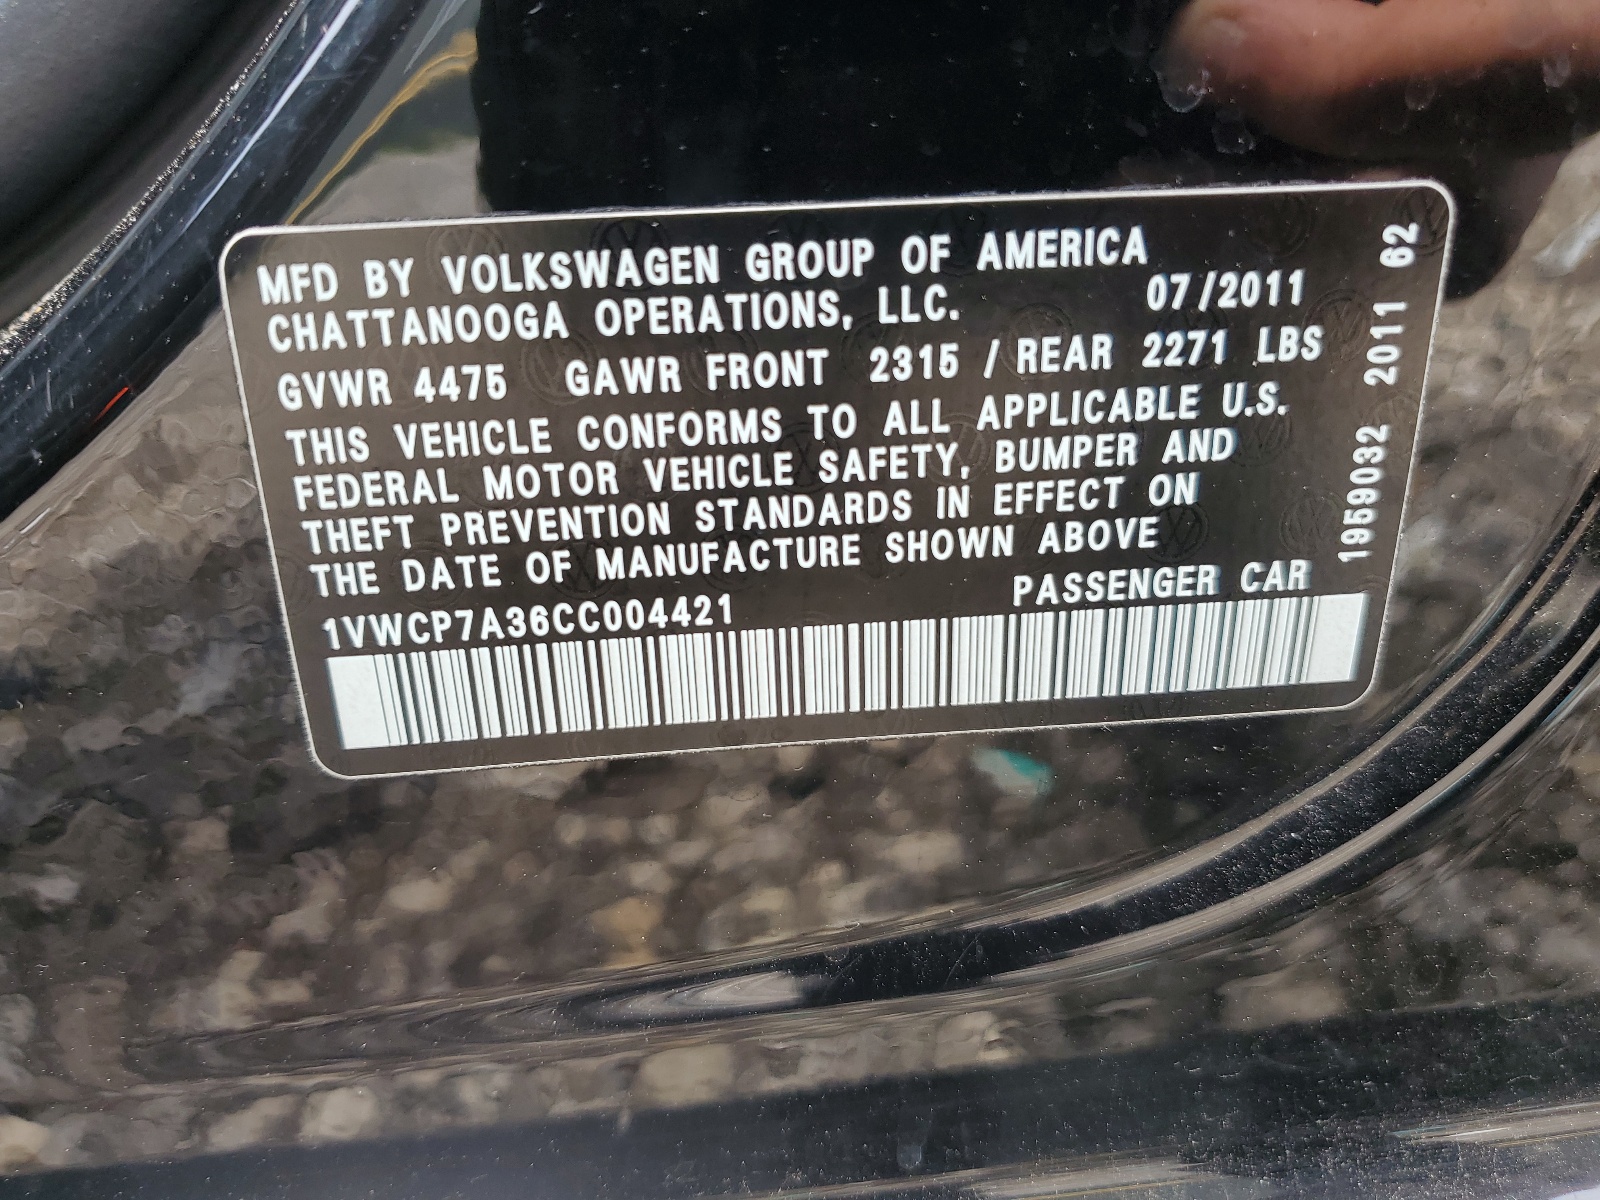 MFD BY VOLKSWAGEN GROUP OF AMERICA
CHATTANOOGA OPERATIONS, LLC. 07/2011
GVWR 4475 GAWR FRONT 2315 / REAR 2271 LBS
THIS VEHICLE CONFORMS TO ALL APPLICABLE U.S.
FEDERAL MOTOR VEHICLE SAFETY, BUMPER AND
THEFT PREVENTION STANDARDS IN EFFECT ON
THE DATE OF MANUFACTURE SHOWN ABOVE
1VWCP7A36CC004421 PASSENGER CAR
1959032 2011 62